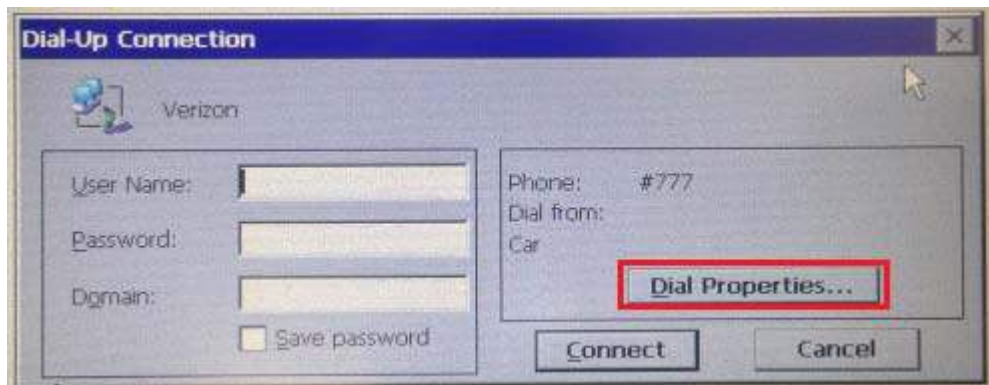 Dial-Up Connection
Verizon
User Name:
Password:
Domain:
Save password
Phone: #777
Dial from:
Car
Dial Properties...
Connect
Cancel